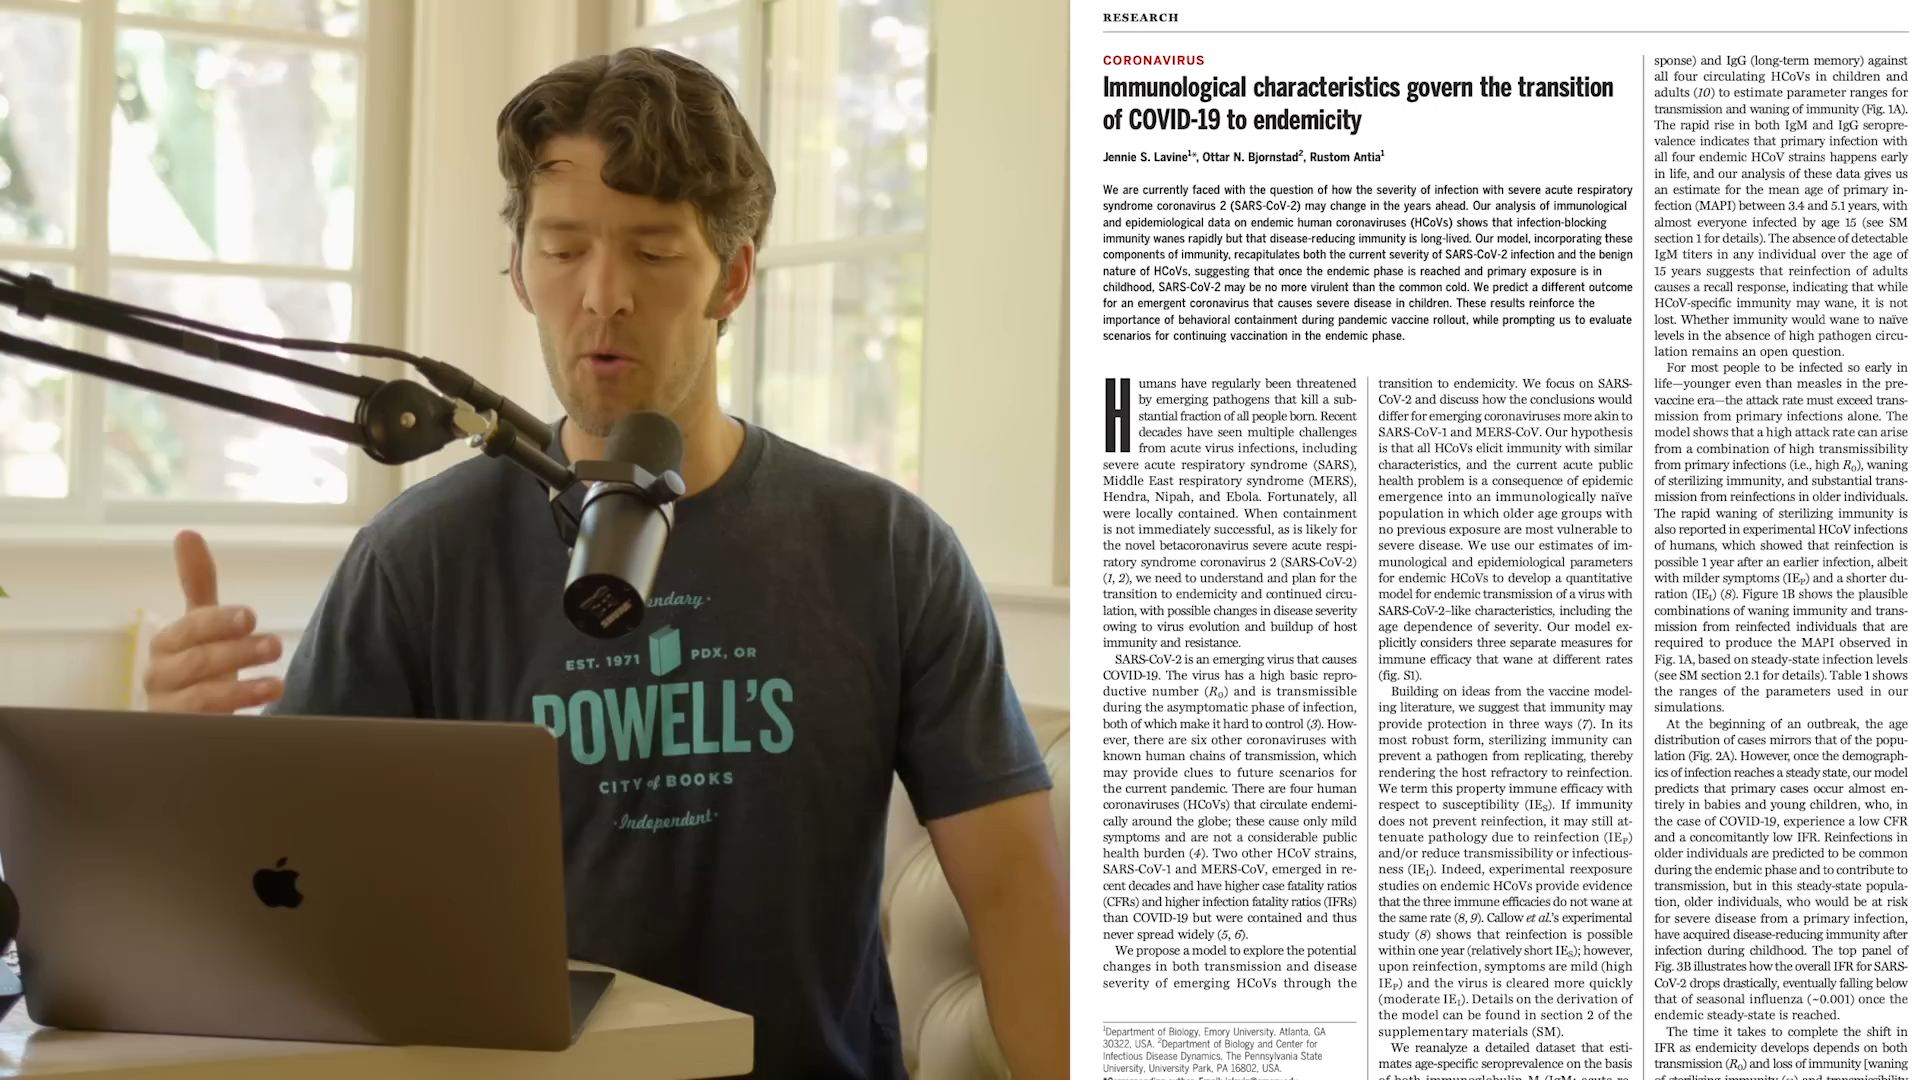 RESEARCH
CORONAVIRUS
Immunological characteristics govern the transition
of COVID-19 to endemicity
Jennie S. Lavine1*, Ottar N. Bjornstad2, Rustom Antia1
We are currently faced with the question of how the severity of infection with severe acute respiratory
syndrome coronavirus 2 (SARS-CoV-2) may change in the years ahead. Our analysis of immunological
and epidemiological data on endemic human coronaviruses (HCoVs) shows that infection-blocking
immunity wanes rapidly but that disease-reducing immunity is long-lived. Our model, incorporating these
components of immunity, recapitulates both the current severity of SARS-CoV-2 infection and the benign
nature of HCoVs, suggesting that once the endemic phase is reached and primary exposure is in
childhood, SARS-CoV-2 may be no more virulent than the common cold. We predict a different outcome
for an emergent coronavirus that causes severe disease in children. These results reinforce the
importance of behavioral containment during pandemic vaccine rollout, while prompting us to evaluate
scenarios for continuing vaccination in the endemic phase.
Humans have regularly been threatened
by emerging pathogens that kill a sub-
stantial fraction of all people born. Recent
decades have seen multiple challenges
from acute virus infections, including
severe acute respiratory syndrome (SARS),
Middle East respiratory syndrome (MERS),
Hendra, Nipah, and Ebola. Fortunately, all
were locally contained. When containment
is not immediately successful, as is likely for
the novel betacoronavirus severe acute respi-
ratory syndrome coronavirus 2 (SARS-CoV-2)
(1, 2), we need to understand and plan for the
transition to endemicity and continued circu-
lation, with possible changes in disease severity
owing to virus evolution and buildup of host
immunity and resistance.
SARS-CoV-2 is an emerging virus that causes
COVID-19. The virus has a high basic repro-
ductive number (R0) and is transmissible
during the asymptomatic phase of infection,
both of which make it hard to control (3). How-
ever, there are six other coronaviruses with
known human chains of transmission, which
may provide clues to future scenarios for
the current pandemic. There are four human
coronaviruses (HCoVs) that circulate endemi-
cally around the globe; these cause only mild
symptoms and are not a considerable public
health burden (4). Two other HCoV strains,
SARS-CoV-1 and MERS-CoV, emerged in re-
cent decades and have higher case fatality ratios
(CFRs) and higher infection fatality ratios (IFRs)
than COVID-19 but were contained and thus
never spread widely (5, 6).
We propose a model to explore the potential
changes in both transmission and disease
severity of emerging HCoVs through the
1Department of Biology, Emory University, Atlanta, GA
30322, USA. 2Department of Biology and Center for
Infectious Disease Dynamics, The Pennsylvania State
University, University Park, PA 16802, USA.
transition to endemicity. We focus on SARS-
CoV-2 and discuss how the conclusions would
differ for emerging coronaviruses more akin to
SARS-CoV-1 and MERS-CoV. Our hypothesis
is that all HCoVs elicit immunity with similar
characteristics, and the current acute public
health problem is a consequence of epidemic
emergence into an immunologically naïve
population in which older age groups with
no previous exposure are most vulnerable to
severe disease. We use our estimates of im-
munological and epidemiological parameters
for endemic HCoVs to develop a quantitative
model for endemic transmission of a virus with
SARS-CoV-2–like characteristics, including the
age dependence of severity. Our model ex-
plicitly considers three separate measures for
immune efficacy that wane at different rates
(fig. S1).
Building on ideas from the vaccine model-
ing literature, we suggest that immunity may
provide protection in three ways (7). In its
most robust form, sterilizing immunity can
prevent a pathogen from replicating, thereby
rendering the host refractory to reinfection.
We term this property immune efficacy with
respect to susceptibility (IES). If immunity
does not prevent reinfection, it may still at-
tenuate pathology due to reinfection (IEP)
and/or reduce transmissibility or infectious-
ness (IEI). Indeed, experimental reexposure
studies on endemic HCoVs provide evidence
that the three immune efficacies do not wane at
the same rate (8, 9). Callow et al.'s experimental
study (8) shows that reinfection is possible
within one year (relatively short IES); however,
upon reinfection, symptoms are mild (high
IEP) and the virus is cleared more quickly
(moderate IEI). Details on the derivation of
the model can be found in section 2 of the
supplementary materials (SM).
We reanalyze a detailed dataset that esti-
mates age-specific seroprevalence on the basis
sponse) and IgG (long-term memory) against
all four circulating HCoVs in children and
adults (10) to estimate parameter ranges for
transmission and waning of immunity (Fig. 1A).
The rapid rise in both IgM and IgG seropre-
valence indicates that primary infection with
all four endemic HCoV strains happens early
in life, and our analysis of these data gives us
an estimate for the mean age of primary in-
fection (MAPI) between 3.4 and 5.1 years, with
almost everyone infected by age 15 (see SM
section 1 for details). The absence of detectable
IgM titers in any individual over the age of
15 years suggests that reinfection of adults
causes a recall response, indicating that while
HCoV-specific immunity may wane, it is not
lost. Whether immunity would wane to naïve
levels in the absence of high pathogen circu-
lation remains an open question.
For most people to be infected so early in
life—younger even than measles in the pre-
vaccine era—the attack rate must exceed trans-
mission from primary infections alone. The
model shows that a high attack rate can arise
from a combination of high transmissibility
from primary infections (i.e., high R0), waning
of sterilizing immunity, and substantial trans-
mission from reinfections in older individuals.
The rapid waning of sterilizing immunity is
also reported in experimental HCoV infections
of humans, which showed that reinfection is
possible 1 year after an earlier infection, albeit
with milder symptoms (IEP) and a shorter du-
ration (IEI) (8). Figure 1B shows the plausible
combinations of waning immunity and trans-
mission from reinfected individuals that are
required to produce the MAPI observed in
Fig. 1A, based on steady-state infection levels
(see SM section 2.1 for details). Table 1 shows
the ranges of the parameters used in our
simulations.
At the beginning of an outbreak, the age
distribution of cases mirrors that of the popu-
lation (Fig. 2A). However, once the demograph-
ics of infection reaches a steady state, our model
predicts that primary cases occur almost en-
tirely in babies and young children, who, in
the case of COVID-19, experience a low CFR
and a concomitantly low IFR. Reinfections in
older individuals are predicted to be common
during the endemic phase and to contribute to
transmission, but in this steady-state popula-
tion, older individuals, who would be at risk
for severe disease from a primary infection,
have acquired disease-reducing immunity after
infection during childhood. The top panel of
Fig. 3B illustrates how the overall IFR for SARS-
CoV-2 drops drastically, eventually falling below
that of seasonal influenza (~0.001) once the
endemic steady-state is reached.
The time it takes to complete the shift in
IFR as endemicity develops depends on both
transmission (R0) and loss of immunity [waning
EST. 1971 PDX, OR
POWELL'S
CITY of BOOKS
·Independent·